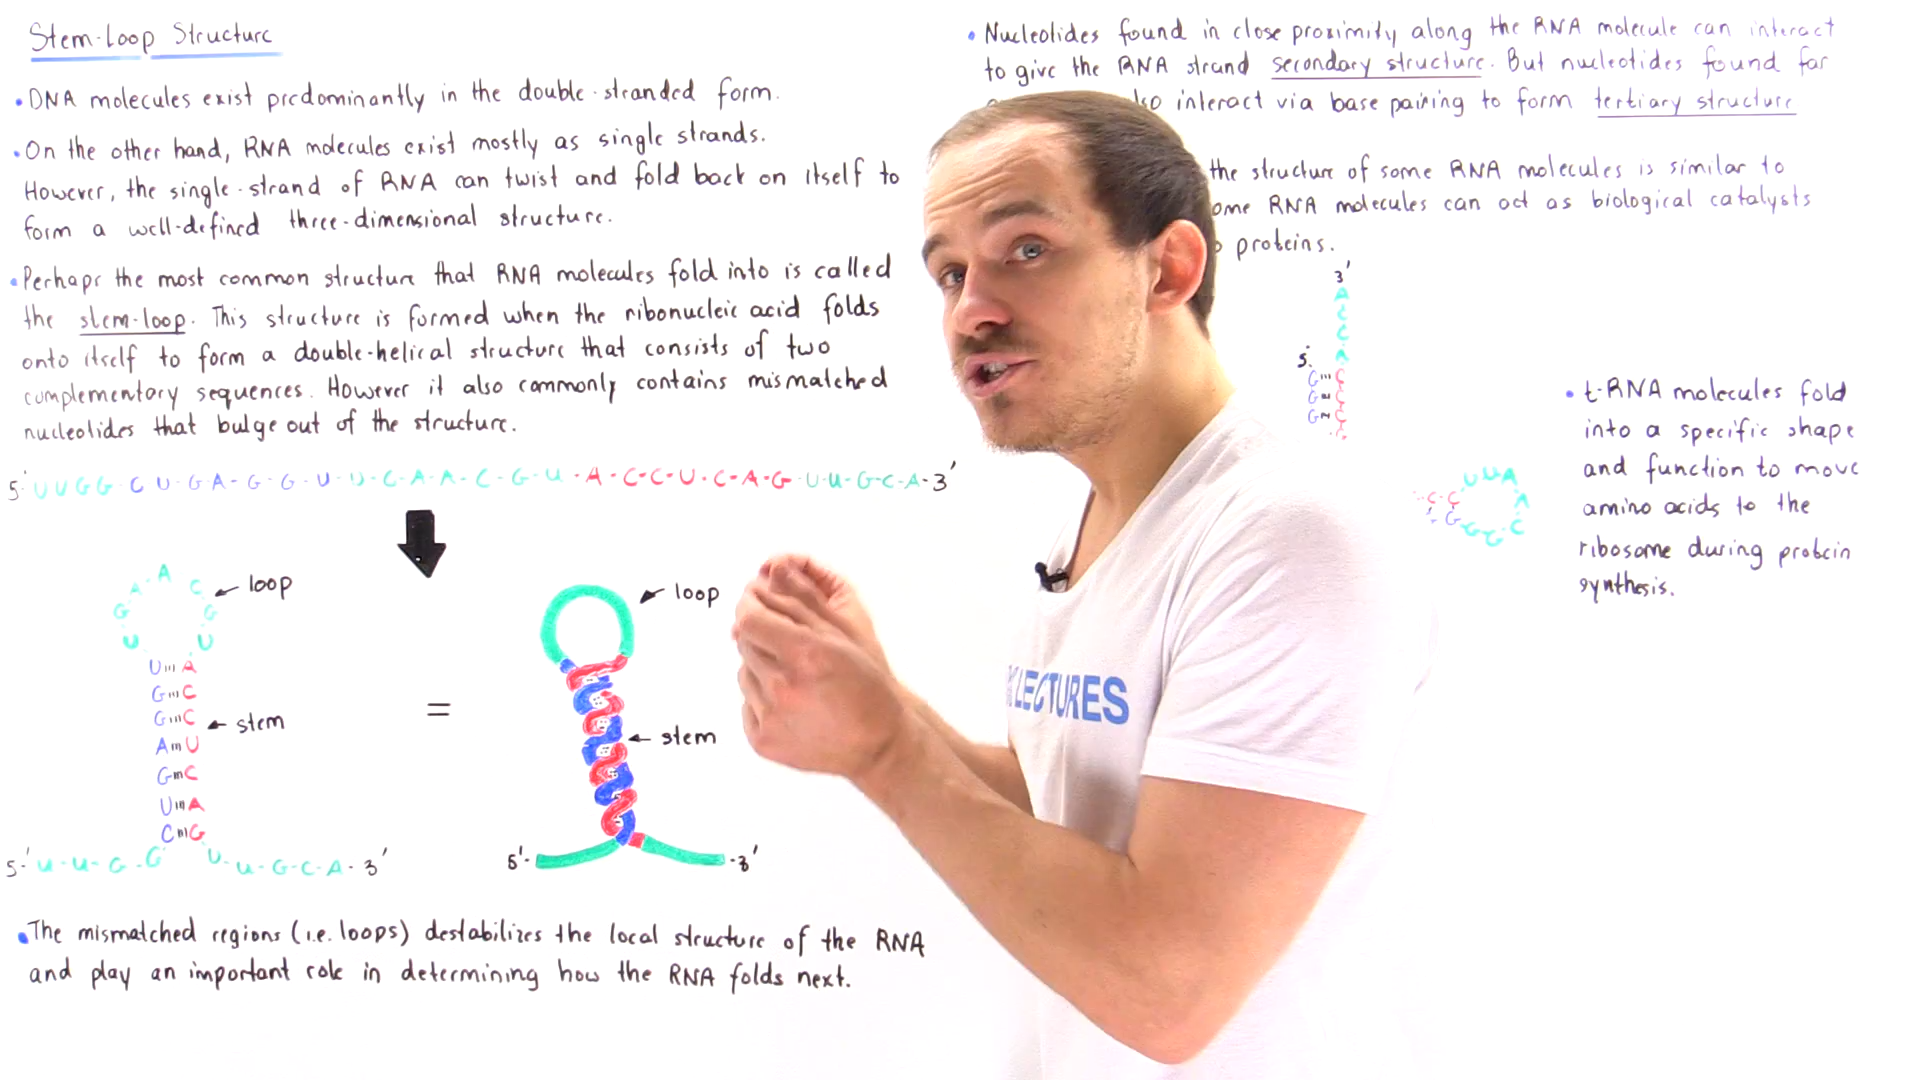 Stem-Loop Structure
• DNA molecules exist predominantly in the double-stranded form.
• On the other hand, RNA molecules exist mostly as single strands.
However, the single-strand of RNA can twist and fold back on itself to
form a well-defined three-dimensional structure.
• Perhaps the most common structure that RNA molecules fold into is called
the stem-loop. This structure is formed when the ribonucleic acid folds
onto itself to form a double-helical structure that consists of two
complementary sequences. However it also commonly contains mismatched
nucleotides that bulge out of the structure.
5'-UUGG-C-U-G-A-G-G-U-U-C-A-A-C-G-U-A-C-C-U-C-A-G-U-U-G-C-A-3'
A A C
G G
U U
loop
U A
G C
G C
stem
A U
G C
U A
C G
5'-U-U-G-G U-U-G-C-A-3'
=
loop
stem
5'- -3'
• The mismatched regions (i.e. loops) destabilizes the local structure of the RNA
and play an important role in determining how the RNA folds next.
• Nucleotides found in close proximity along the RNA molecule can interact
to give the RNA strand secondary structure. But nucleotides found far
interact via base pairing to form tertiary structure
the structure of some RNA molecules is similar to
RNA molecules can act as biological catalysts
proteins.
3'
A
C
C
A
5'
G C
G C
G C
C C U U A
A
G G G C C
• t-RNA molecules fold
into a specific shape
and function to move
amino acids to the
ribosome during protein
synthesis.
LECTURES